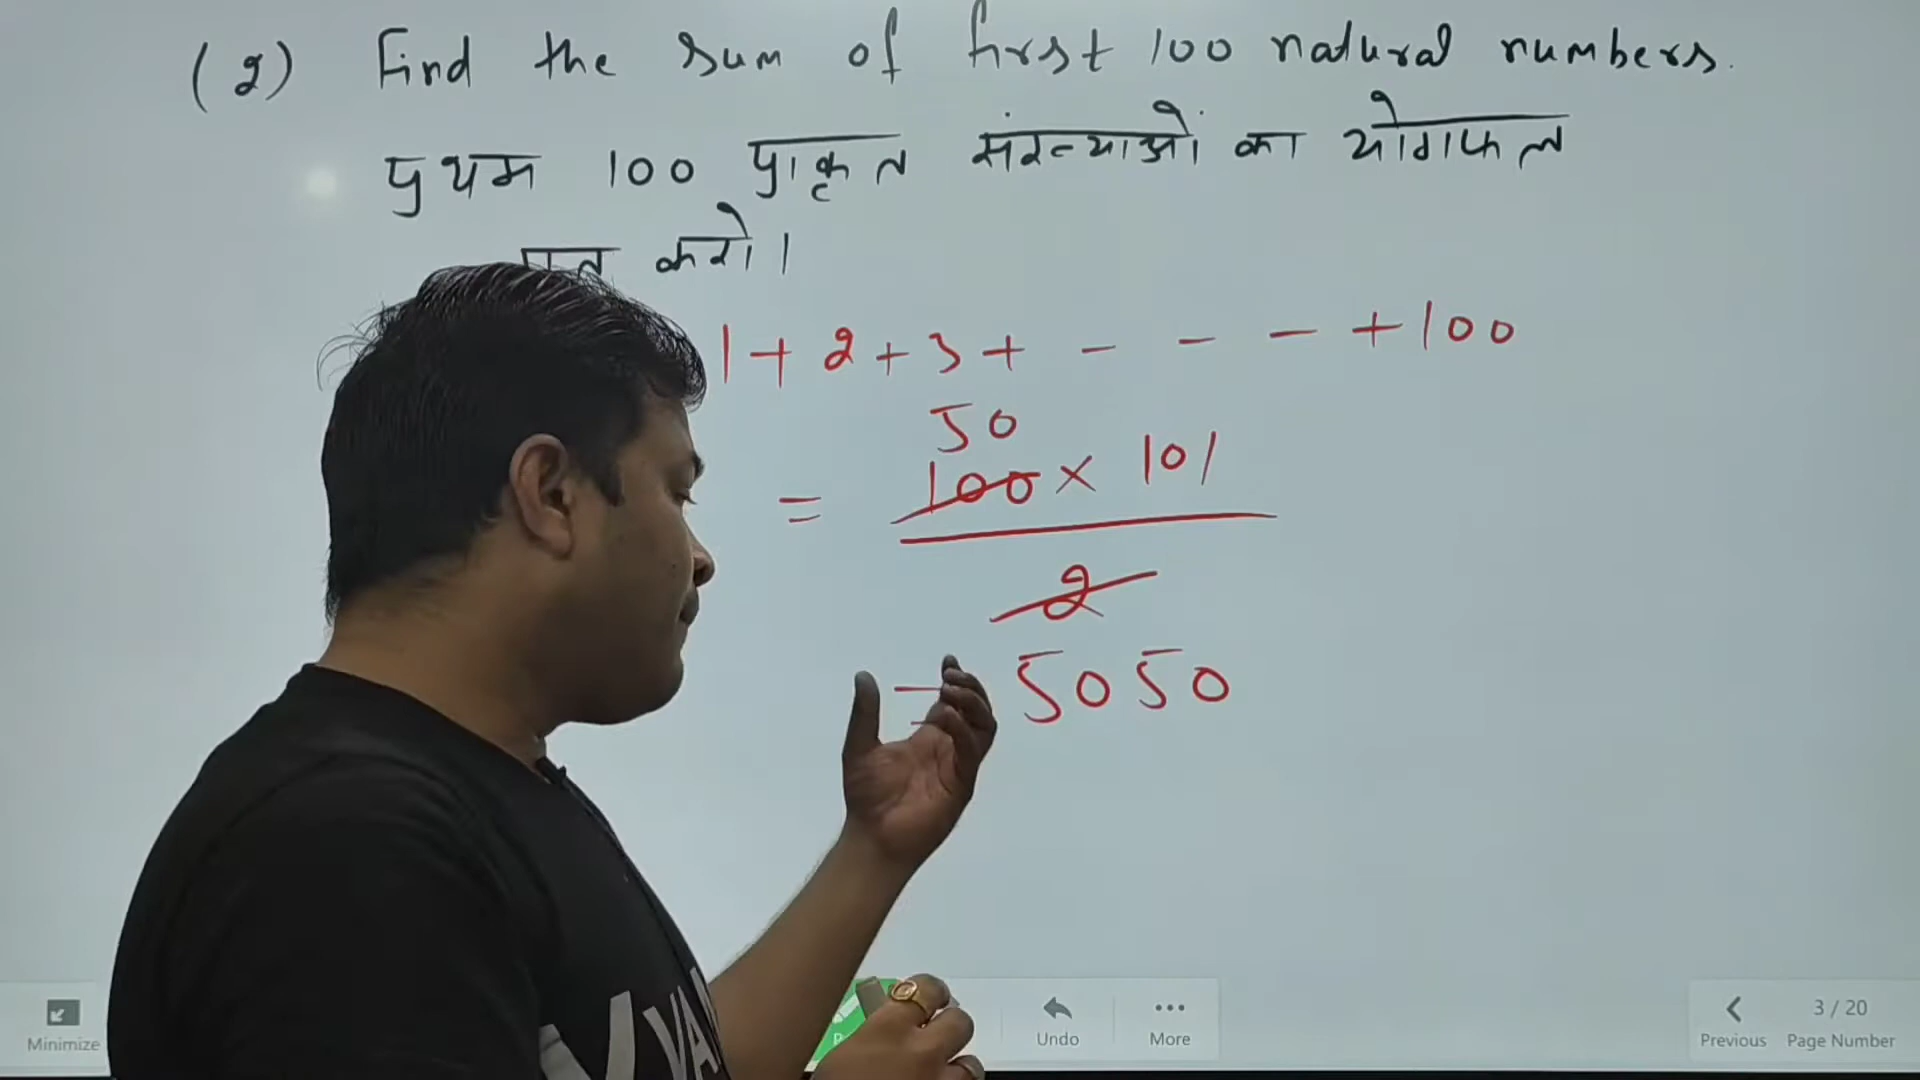 (2) Find the sum of first 100 natural numbers.
प्रथम 100 प्राकृत संख्याओं का योगफल
करो।
1 + 2 + 3 + - - - + 100
50
= 100 × 101
2
= 5050
Minimize
Undo
More
Previous
3 / 20
Page Number